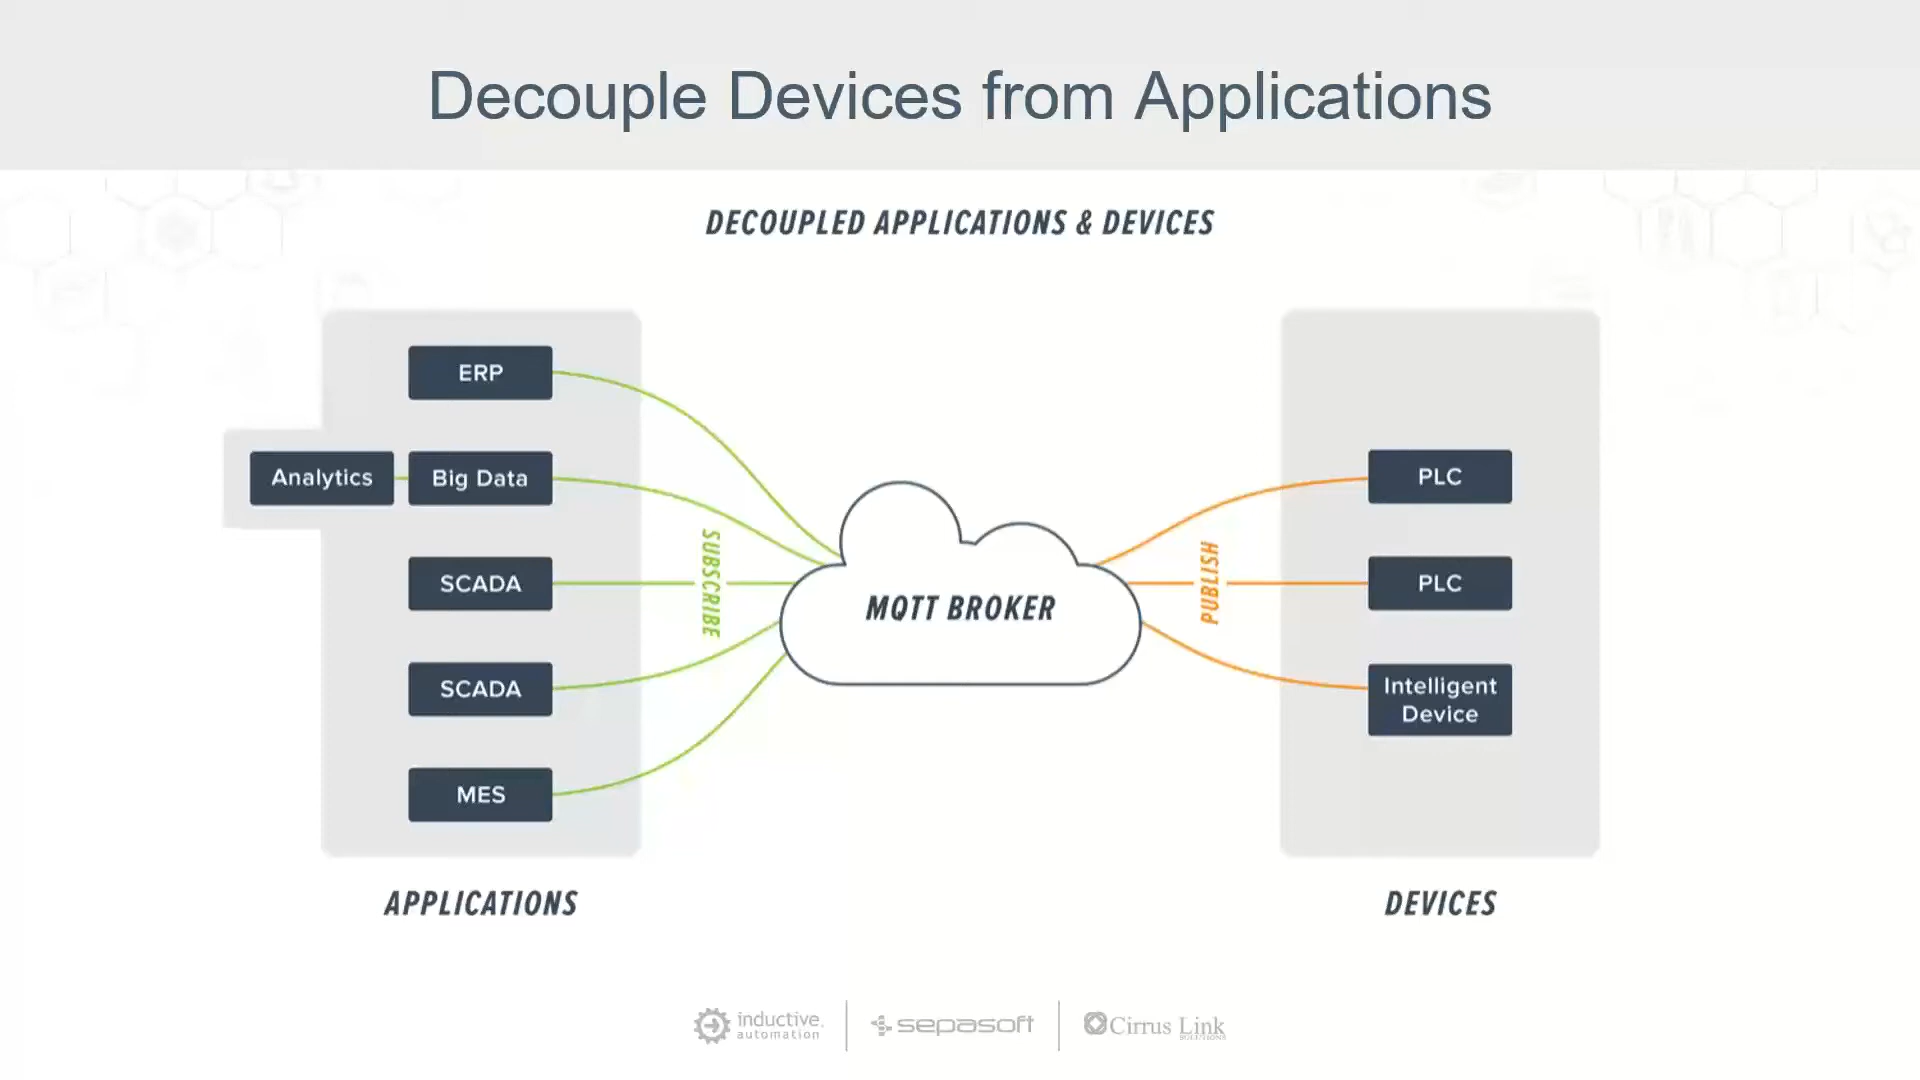 Decouple Devices from Applications
DECOUPLED APPLICATIONS & DEVICES
ERP
Analytics
Big Data
SCADA
SCADA
MES
SUBSCRIBE
MQTT BROKER
PUBLISH
PLC
PLC
Intelligent
Device
APPLICATIONS
DEVICES
inductive
automation
sepasoft
Cirrus Link
SOLUTIONS